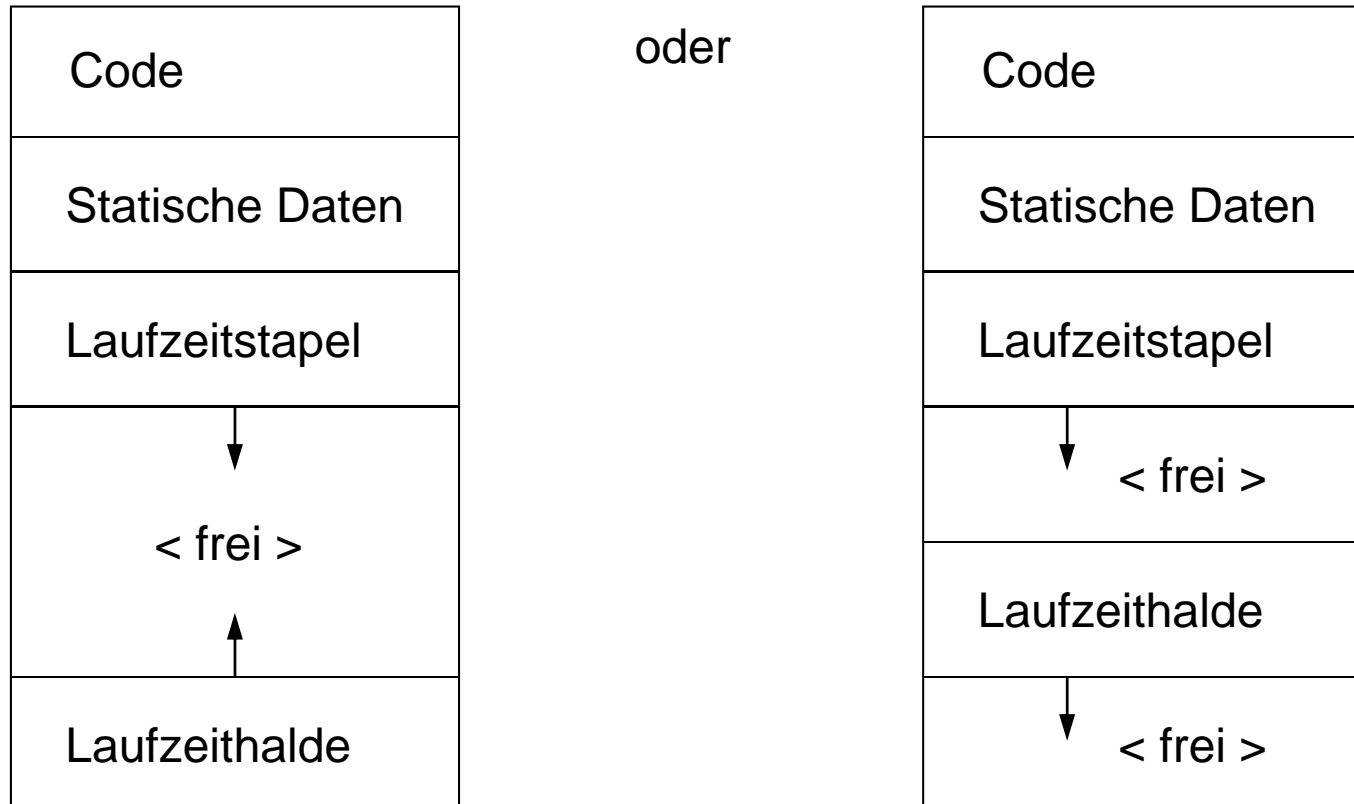 Code
Statische Daten
Laufzeitstapel
< frei >
Laufzeithalde
oder
Code
Statische Daten
Laufzeitstapel
< frei >
Laufzeithalde
< frei >